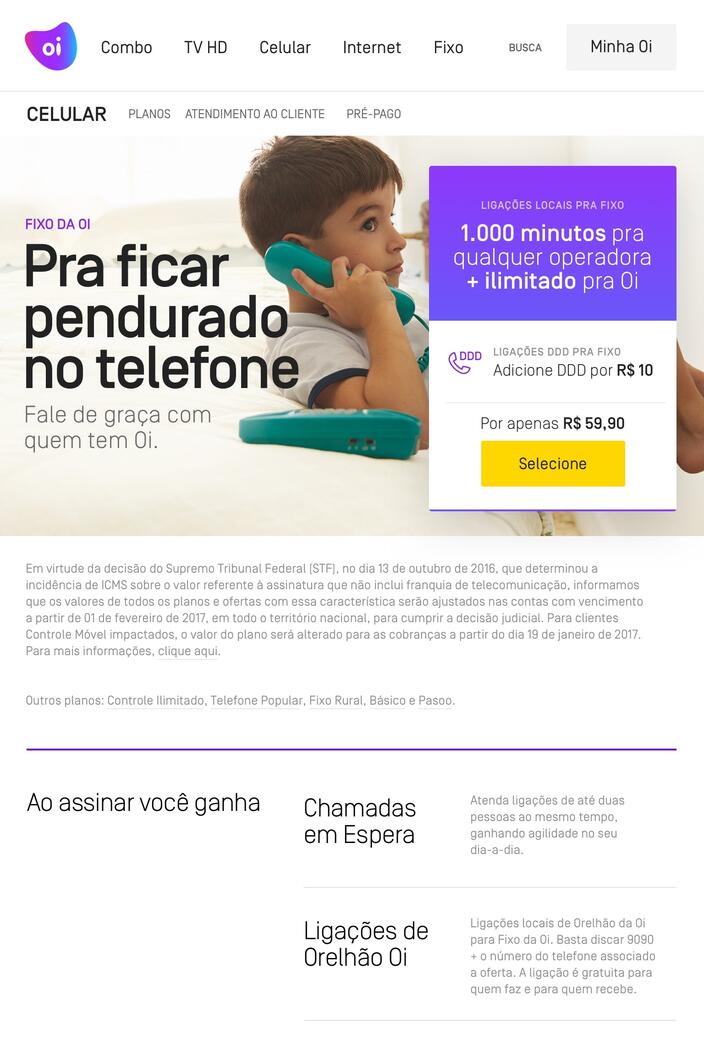 oi
Combo
TV HD
Celular
Internet
Fixo
BUSCA
Minha Oi
CELULAR
PLANOS
ATENDIMENTO AO CLIENTE
PRÉ-PAGO
FIXO DA OI
Pra ficar
pendurado
no telefone
Fale de graça com
quem tem Oi.
LIGAÇÕES LOCAIS PRA FIXO
1.000 minutos pra
qualquer operadora
+ ilimitado pra Oi
DDD
LIGAÇÕES DDD PRA FIXO
Adicione DDD por R$ 10
Por apenas R$ 59,90
Selecione
Em virtude da decisão do Supremo Tribunal Federal (STF), no dia 13 de outubro de 2016, que determinou a
incidência de ICMS sobre o valor referente à assinatura que não inclui franquia de telecomunicação, informamos
que os valores de todos os planos e ofertas com essa característica serão ajustados nas contas com vencimento
a partir de 01 de fevereiro de 2017, em todo o território nacional, para cumprir a decisão judicial. Para clientes
Controle Móvel impactados, o valor do plano será alterado para as cobranças a partir do dia 19 de janeiro de 2017.
Para mais informações, clique aqui.
Outros planos: Controle Ilimitado, Telefone Popular, Fixo Rural, Básico e Pasoo.
Ao assinar você ganha
Chamadas
em Espera
Atenda ligações de até duas
pessoas ao mesmo tempo,
ganhando agilidade no seu
dia-a-dia.
Ligações de
Orelhão Oi
Ligações locais de Orelhão da Oi
para Fixo da Oi. Basta discar 9090
+ o número do telefone associado
a oferta. A ligação é gratuita para
quem faz e para quem recebe.